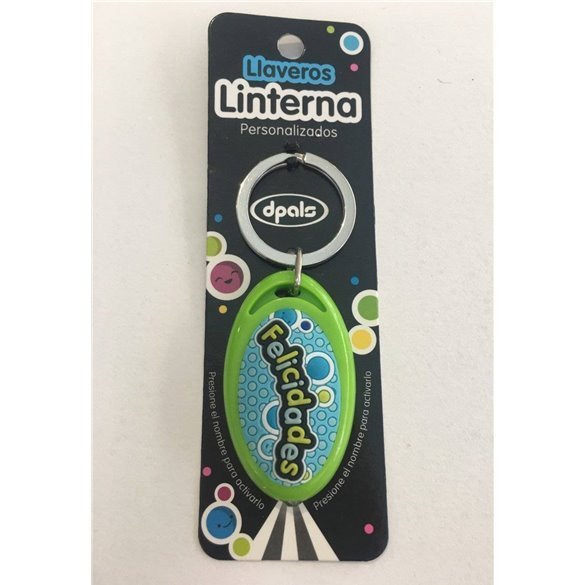 Llaveros
Linterna
Personalizados
dpals
Felicidades
Presione el nombre para activarlo
Presione el nombre para activarlo